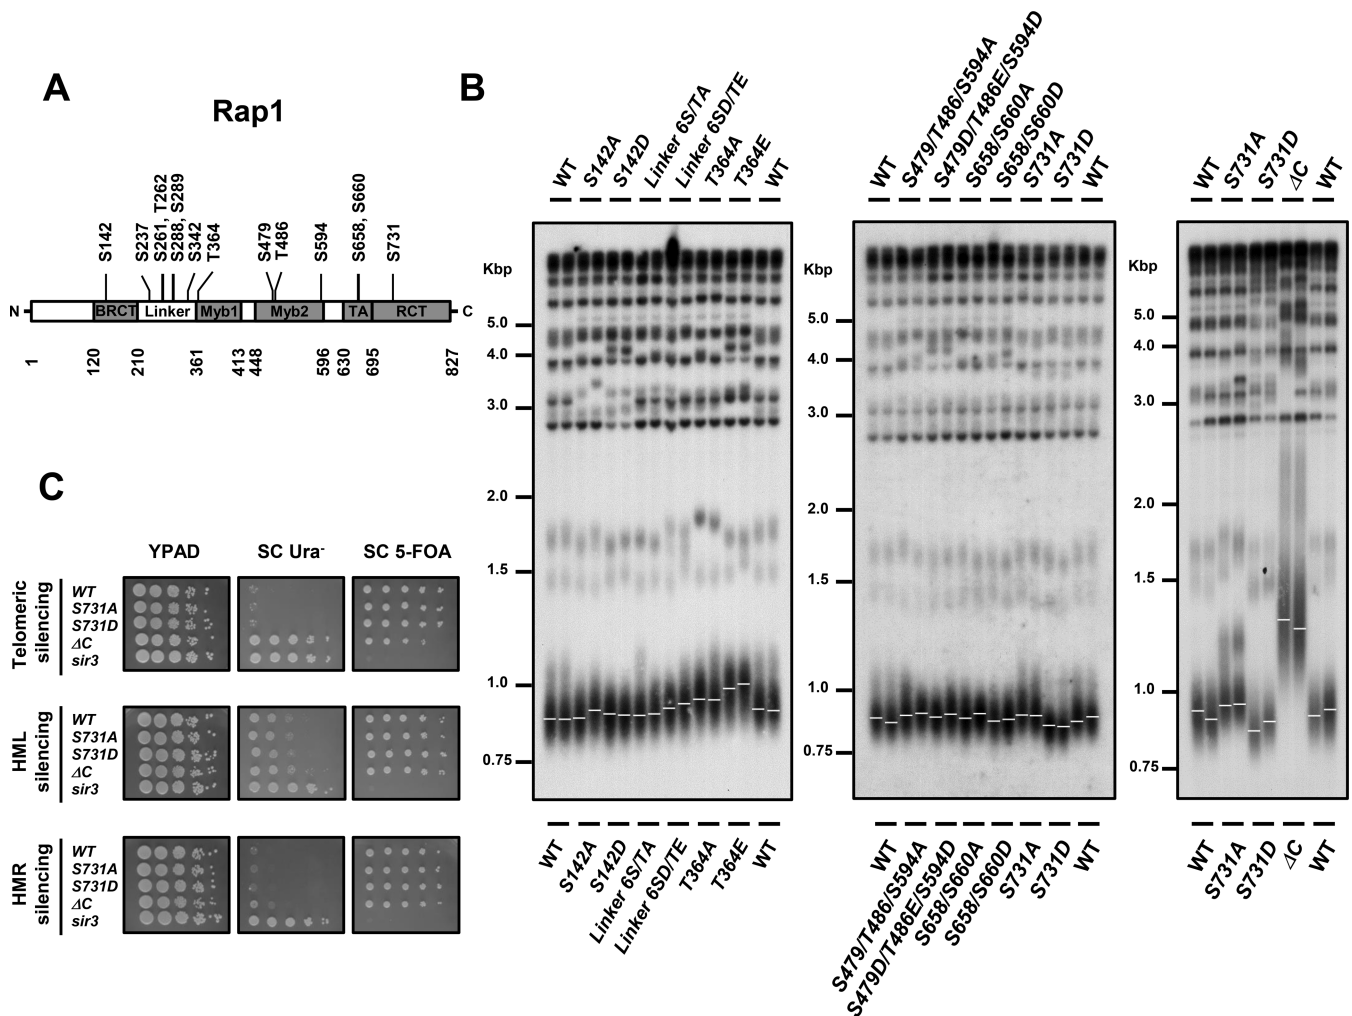 A
Rap1
S142
S237
S261, T262
S288, S289
S342
T364
S479
T486
S594
S658, S660
S731
N
BRCT
Linker
Myb1
Myb2
TA
RCT
C
1
120
210
361
413
448
596
630
695
827
B
WT
S142A
S142D
Linker 6S/TA
Linker 6SD/TE
T364A
T364E
WT
Kbp
5.0
4.0
3.0
2.0
1.5
1.0
0.75
WT
S142A
S142D
Linker 6S/TA
Linker 6SD/TE
T364A
T364E
WT
WT
S479/T486/S594A
S479D/T486E/S594D
S658/S660A
S658/S660D
S731A
S731D
WT
Kbp
5.0
4.0
3.0
2.0
1.5
1.0
0.75
WT
S479/T486/S594A
S479D/T486E/S594D
S658/S660A
S658/S660D
S731A
S731D
WT
WT
S731A
S731D
ΔC
WT
Kbp
5.0
4.0
3.0
2.0
1.5
1.0
0.75
WT
S731A
S731D
ΔC
WT
C
YPAD
SC Ura-
SC 5-FOA
Telomeric
silencing
WT
S731A
S731D
ΔC
sir3
HML
silencing
WT
S731A
S731D
ΔC
sir3
HMR
silencing
WT
S731A
S731D
ΔC
sir3